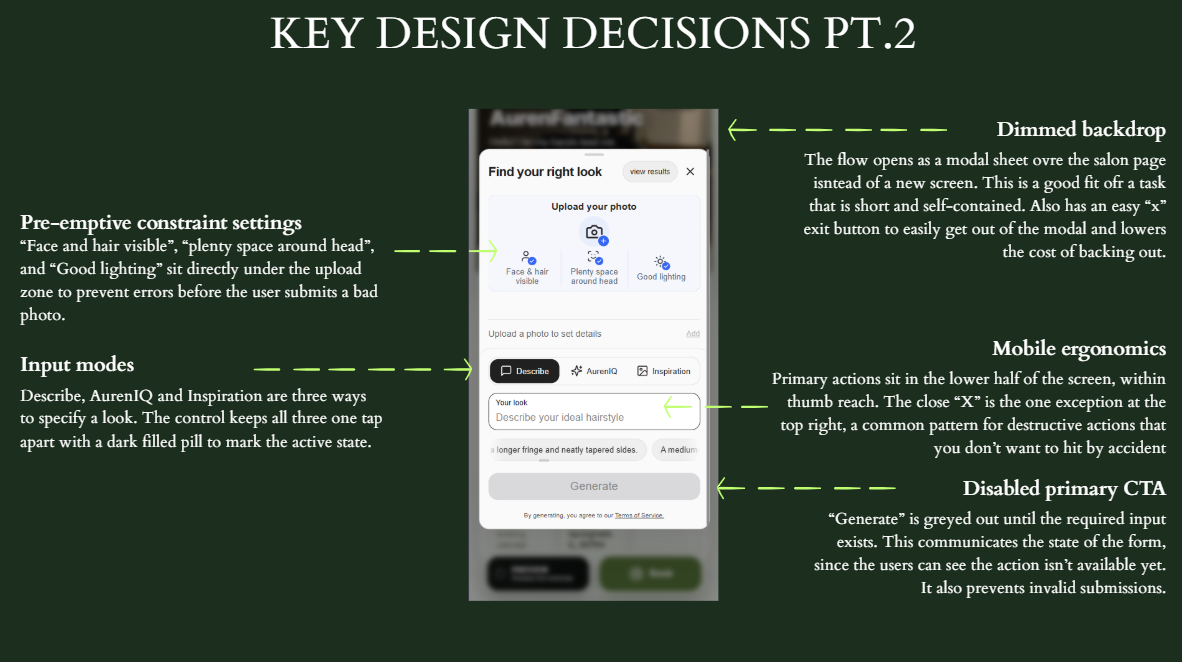 KEY DESIGN DECISIONS PT.2
Pre-emptive constraint settings
“Face and hair visible”, “plenty space around head”,
and “Good lighting” sit directly under the upload
zone to prevent errors before the user submits a bad
photo.
Input modes
Describe, AurenIQ and Inspiration are three ways
to specify a look. The control keeps all three one tap
apart with a dark filled pill to mark the active state.
AurenFantastic
Find your right look
view results
Upload your photo
Face & hair
visible
Plenty space
around head
Good lighting
Upload a photo to set details
Add
Describe
AurenIQ
Inspiration
Your look
Describe your ideal hairstyle
a longer fringe and neatly tapered sides.
A medium
Generate
By generating, you agree to our Terms of Service.
Book
Dimmed backdrop
The flow opens as a modal sheet ovre the salon page
isntead of a new screen. This is a good fit ofr a task
that is short and self-contained. Also has an easy “x”
exit button to easily get out of the modal and lowers
the cost of backing out.
Mobile ergonomics
Primary actions sit in the lower half of the screen, within
thumb reach. The close “X” is the one exception at the
top right, a common pattern for destructive actions that
you don’t want to hit by accident
Disabled primary CTA
“Generate” is greyed out until the required input
exists. This communicates the state of the form,
since the users can see the action isn’t available yet.
It also prevents invalid submissions.